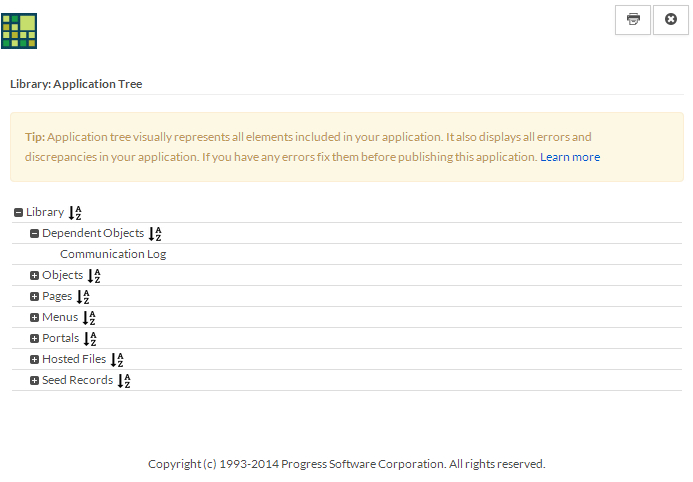 Library: Application Tree
Tip: Application tree visually represents all elements included in your application. It also displays all errors and
discrepancies in your application. If you have any errors fix them before publishing this application. Learn more
Library
Dependent Objects
Communication Log
Objects
Pages
Menus
Portals
Hosted Files
Seed Records
Copyright (c) 1993-2014 Progress Software Corporation. All rights reserved.